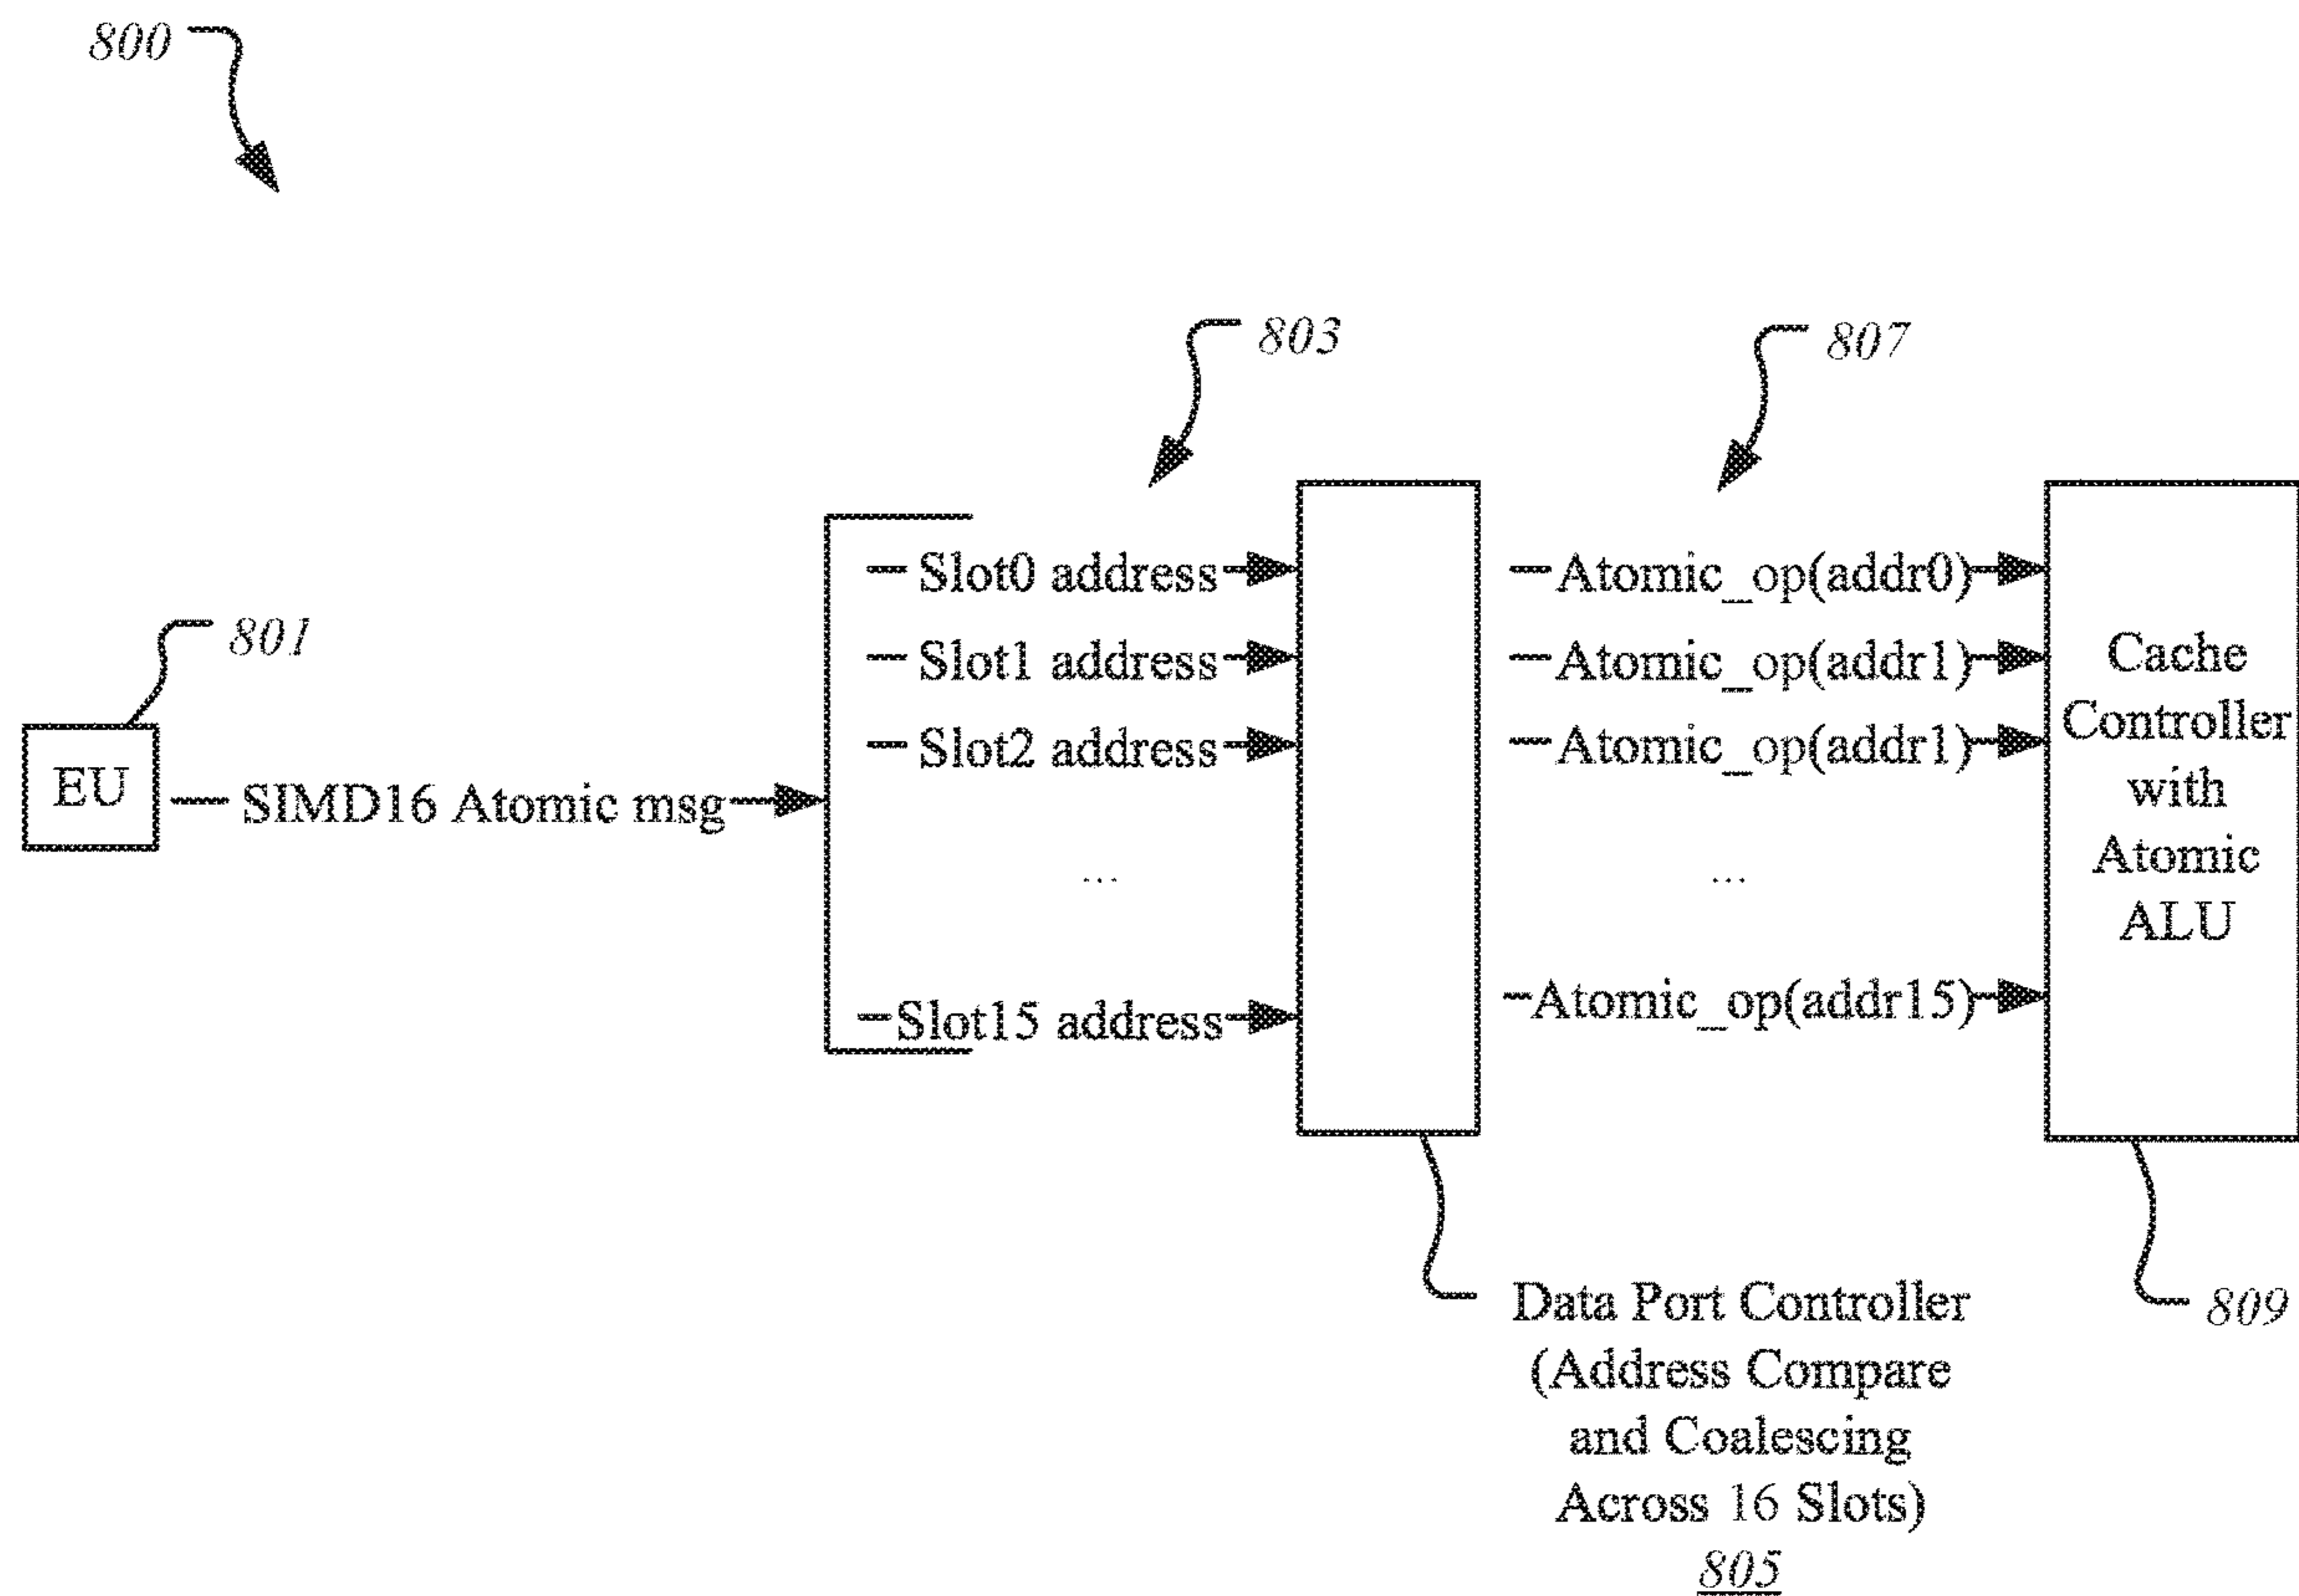 800
803
807
Slot0 address
Atomic_op(addr0)
801
Slot1 address
Atomic_op(addr1)
Slot2 address
Atomic_op(addr1)
EU
SIMD16 Atomic msg
...
...
Slot15 address
Atomic_op(addr15)
Cache
Controller
with
Atomic
ALU
Data Port Controller
(Address Compare
and Coalescing
Across 16 Slots)
805
809